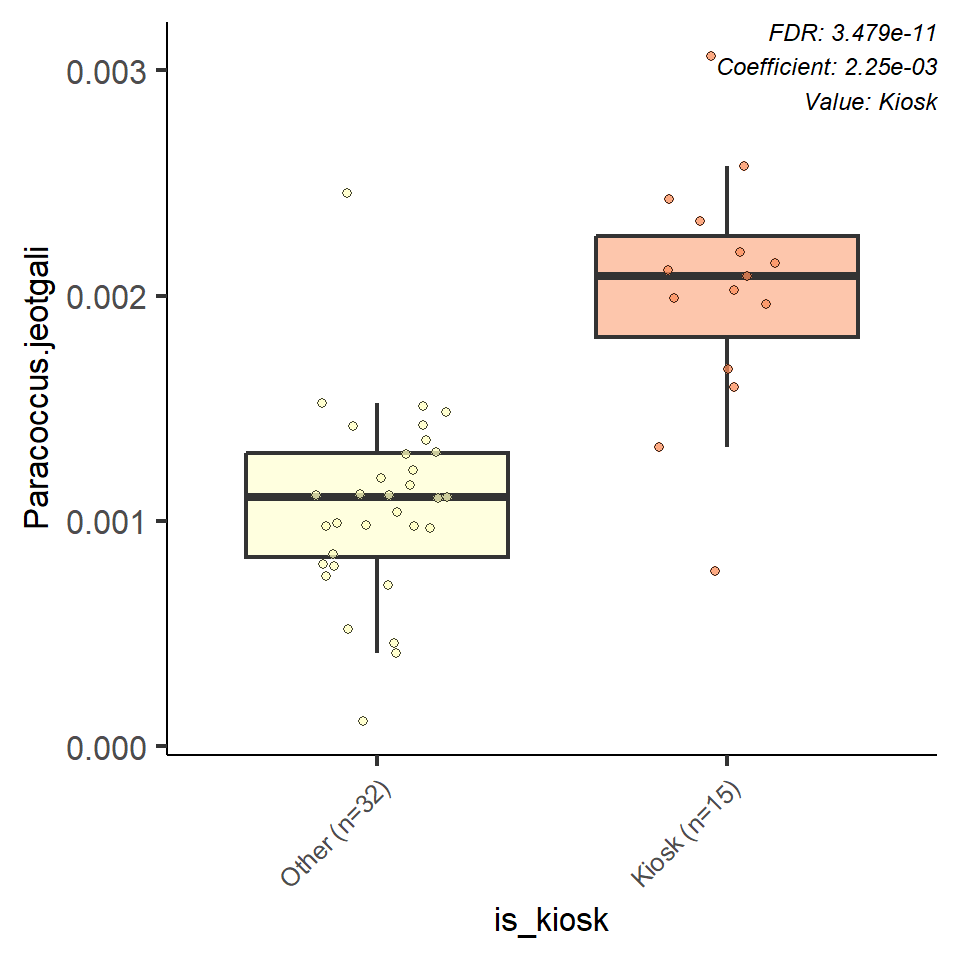 FDR: 3.479e-11
Coefficient: 2.25e-03
Value: Kiosk
0.003
0.002
0.001
0.000
Paracoccus.jeotgali
Other (n=32)
Kiosk (n=15)
is_kiosk